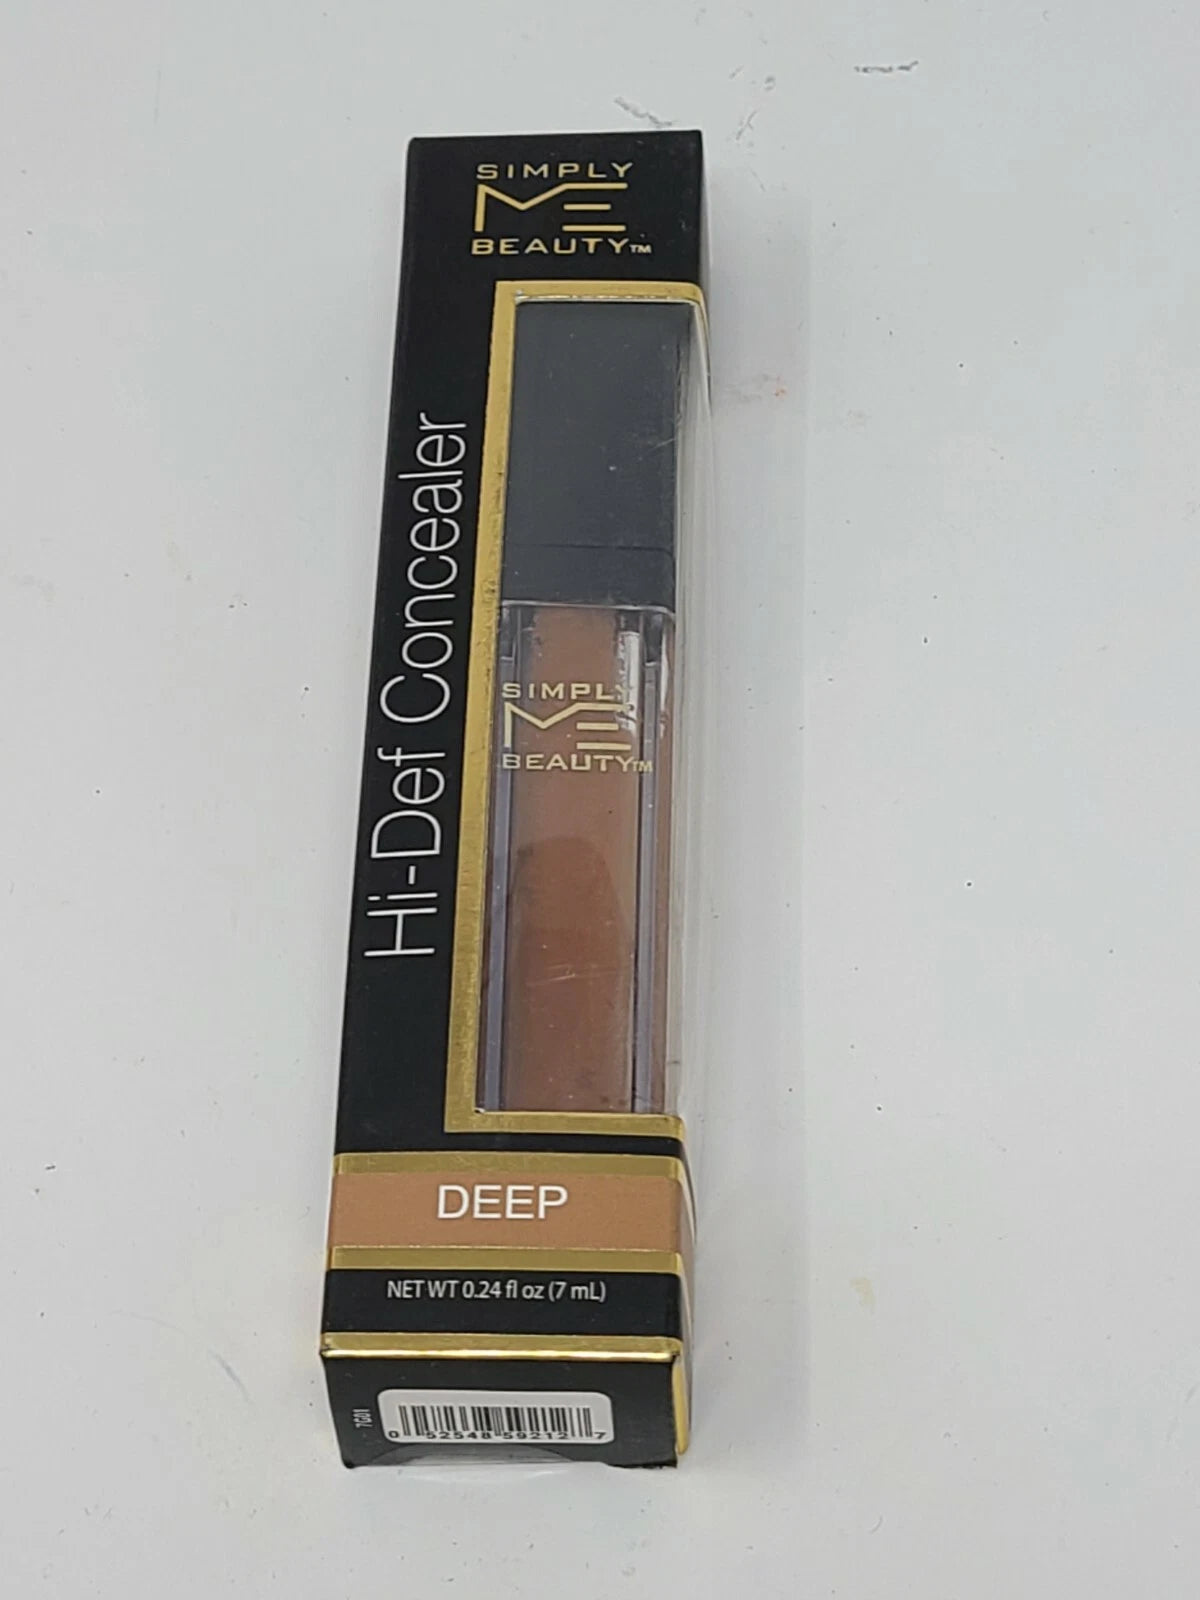 SIMPLY
ME
BEAUTY™
Hi-Def Concealer
SIMPLY
ME
BEAUTY™
DEEP
NET WT 0.24 fl oz (7 mL)
7G01
0 52548 59212 7